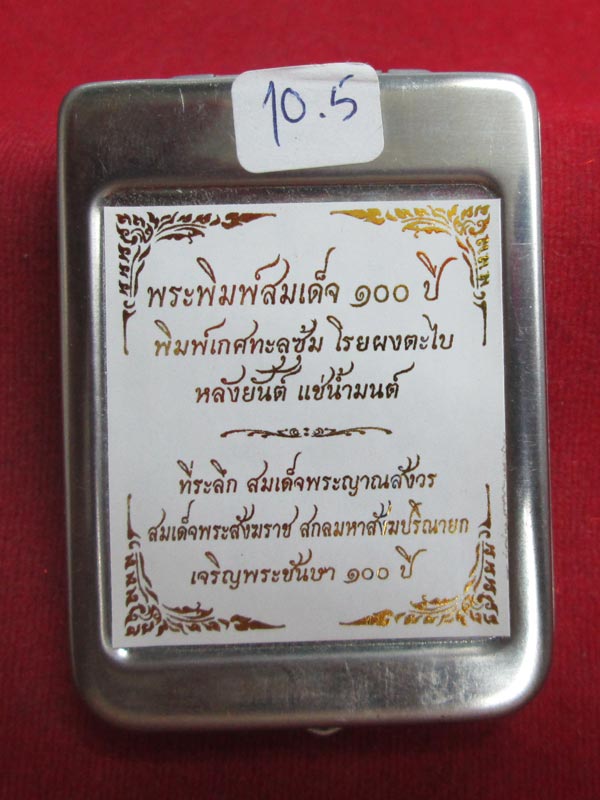 10.5
พระพิมพ์สมเด็จ ๑๐๐ ปี
พิมพ์เกศทะลุซุ้ม โรยผงตะไบ
หลังยันต์ แช่น้ำมนต์
ที่ระลึก สมเด็จพระญาณสังวร
สมเด็จพระสังฆราช สกลมหาสังฆปริณายก
เจริญพระชันษา ๑๐๐ ปี